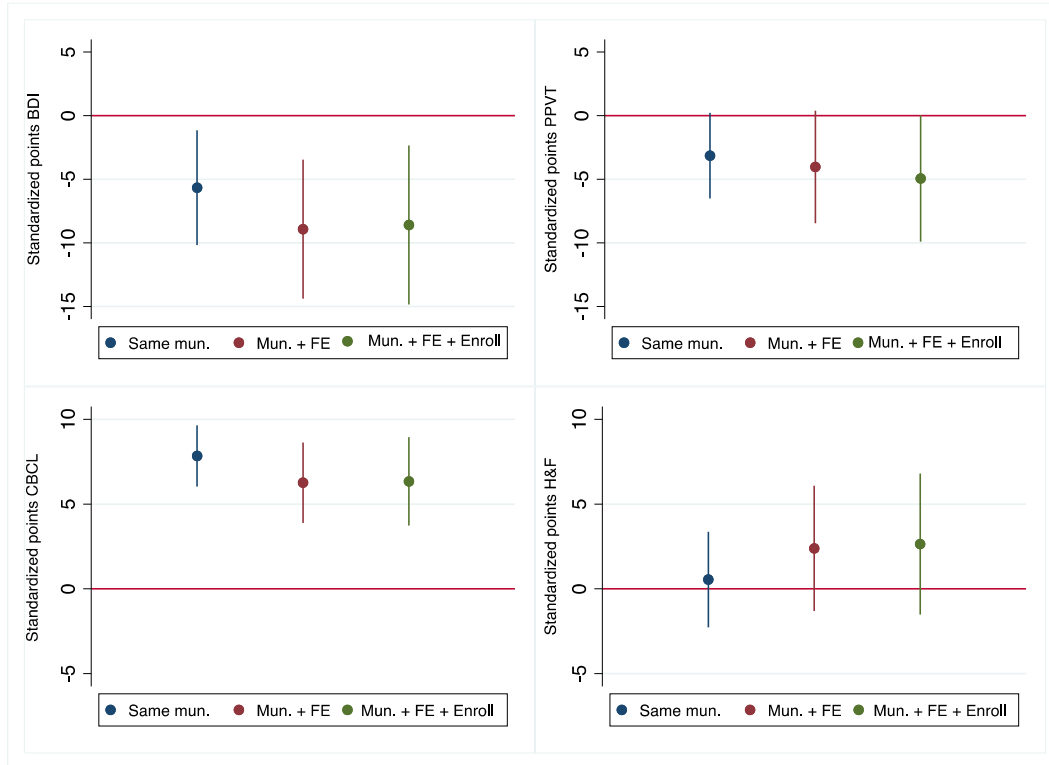 Standardized points BDI
5
0
-5
-10
-15
Same mun. Mun. + FE Mun. + FE + Enroll
Standardized points PPVT
5
0
-5
-10
-15
Same mun. Mun. + FE Mun. + FE + Enroll
Standardized points CBCL
10
5
0
-5
Same mun. Mun. + FE Mun. + FE + Enroll
Standardized points H&F
10
5
0
-5
Same mun. Mun. + FE Mun. + FE + Enroll